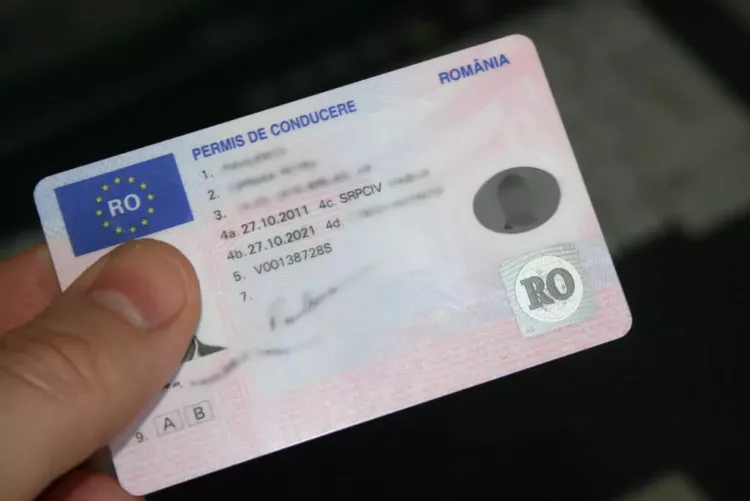 ROMÂNIA
PERMIS DE CONDUCERE
RO
1.
2.
3.
4a. 27.10.2011 4c. SRPCIV
4b. 27.10.2021 4d
5. V00138728S
7.
RO
9. A B